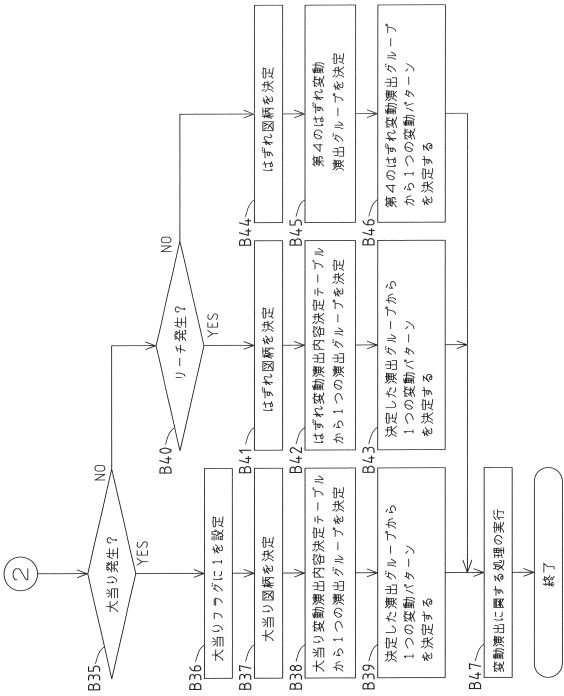 2
B35
大当り発生?
NO
YES
B36
大当りフラグに1を設定
B37
大当り図柄を決定
B38
大当り変動演出内容決定テーブル
から1つの演出グループを決定
B39
決定した演出グループから
1つの変動パターン
を決定する
B40
リーチ発生?
NO
YES
B41
はずれ図柄を決定
B42
はずれ変動演出内容決定テーブル
から1つの演出グループを決定
B43
決定した演出グループから
1つの変動パターン
を決定する
B44
はずれ図柄を決定
B45
第4のはずれ変動
演出グループを決定
B46
第4のはずれ変動演出グループ
から1つの変動パターン
を決定する
B47
変動演出に関する処理の実行
終了